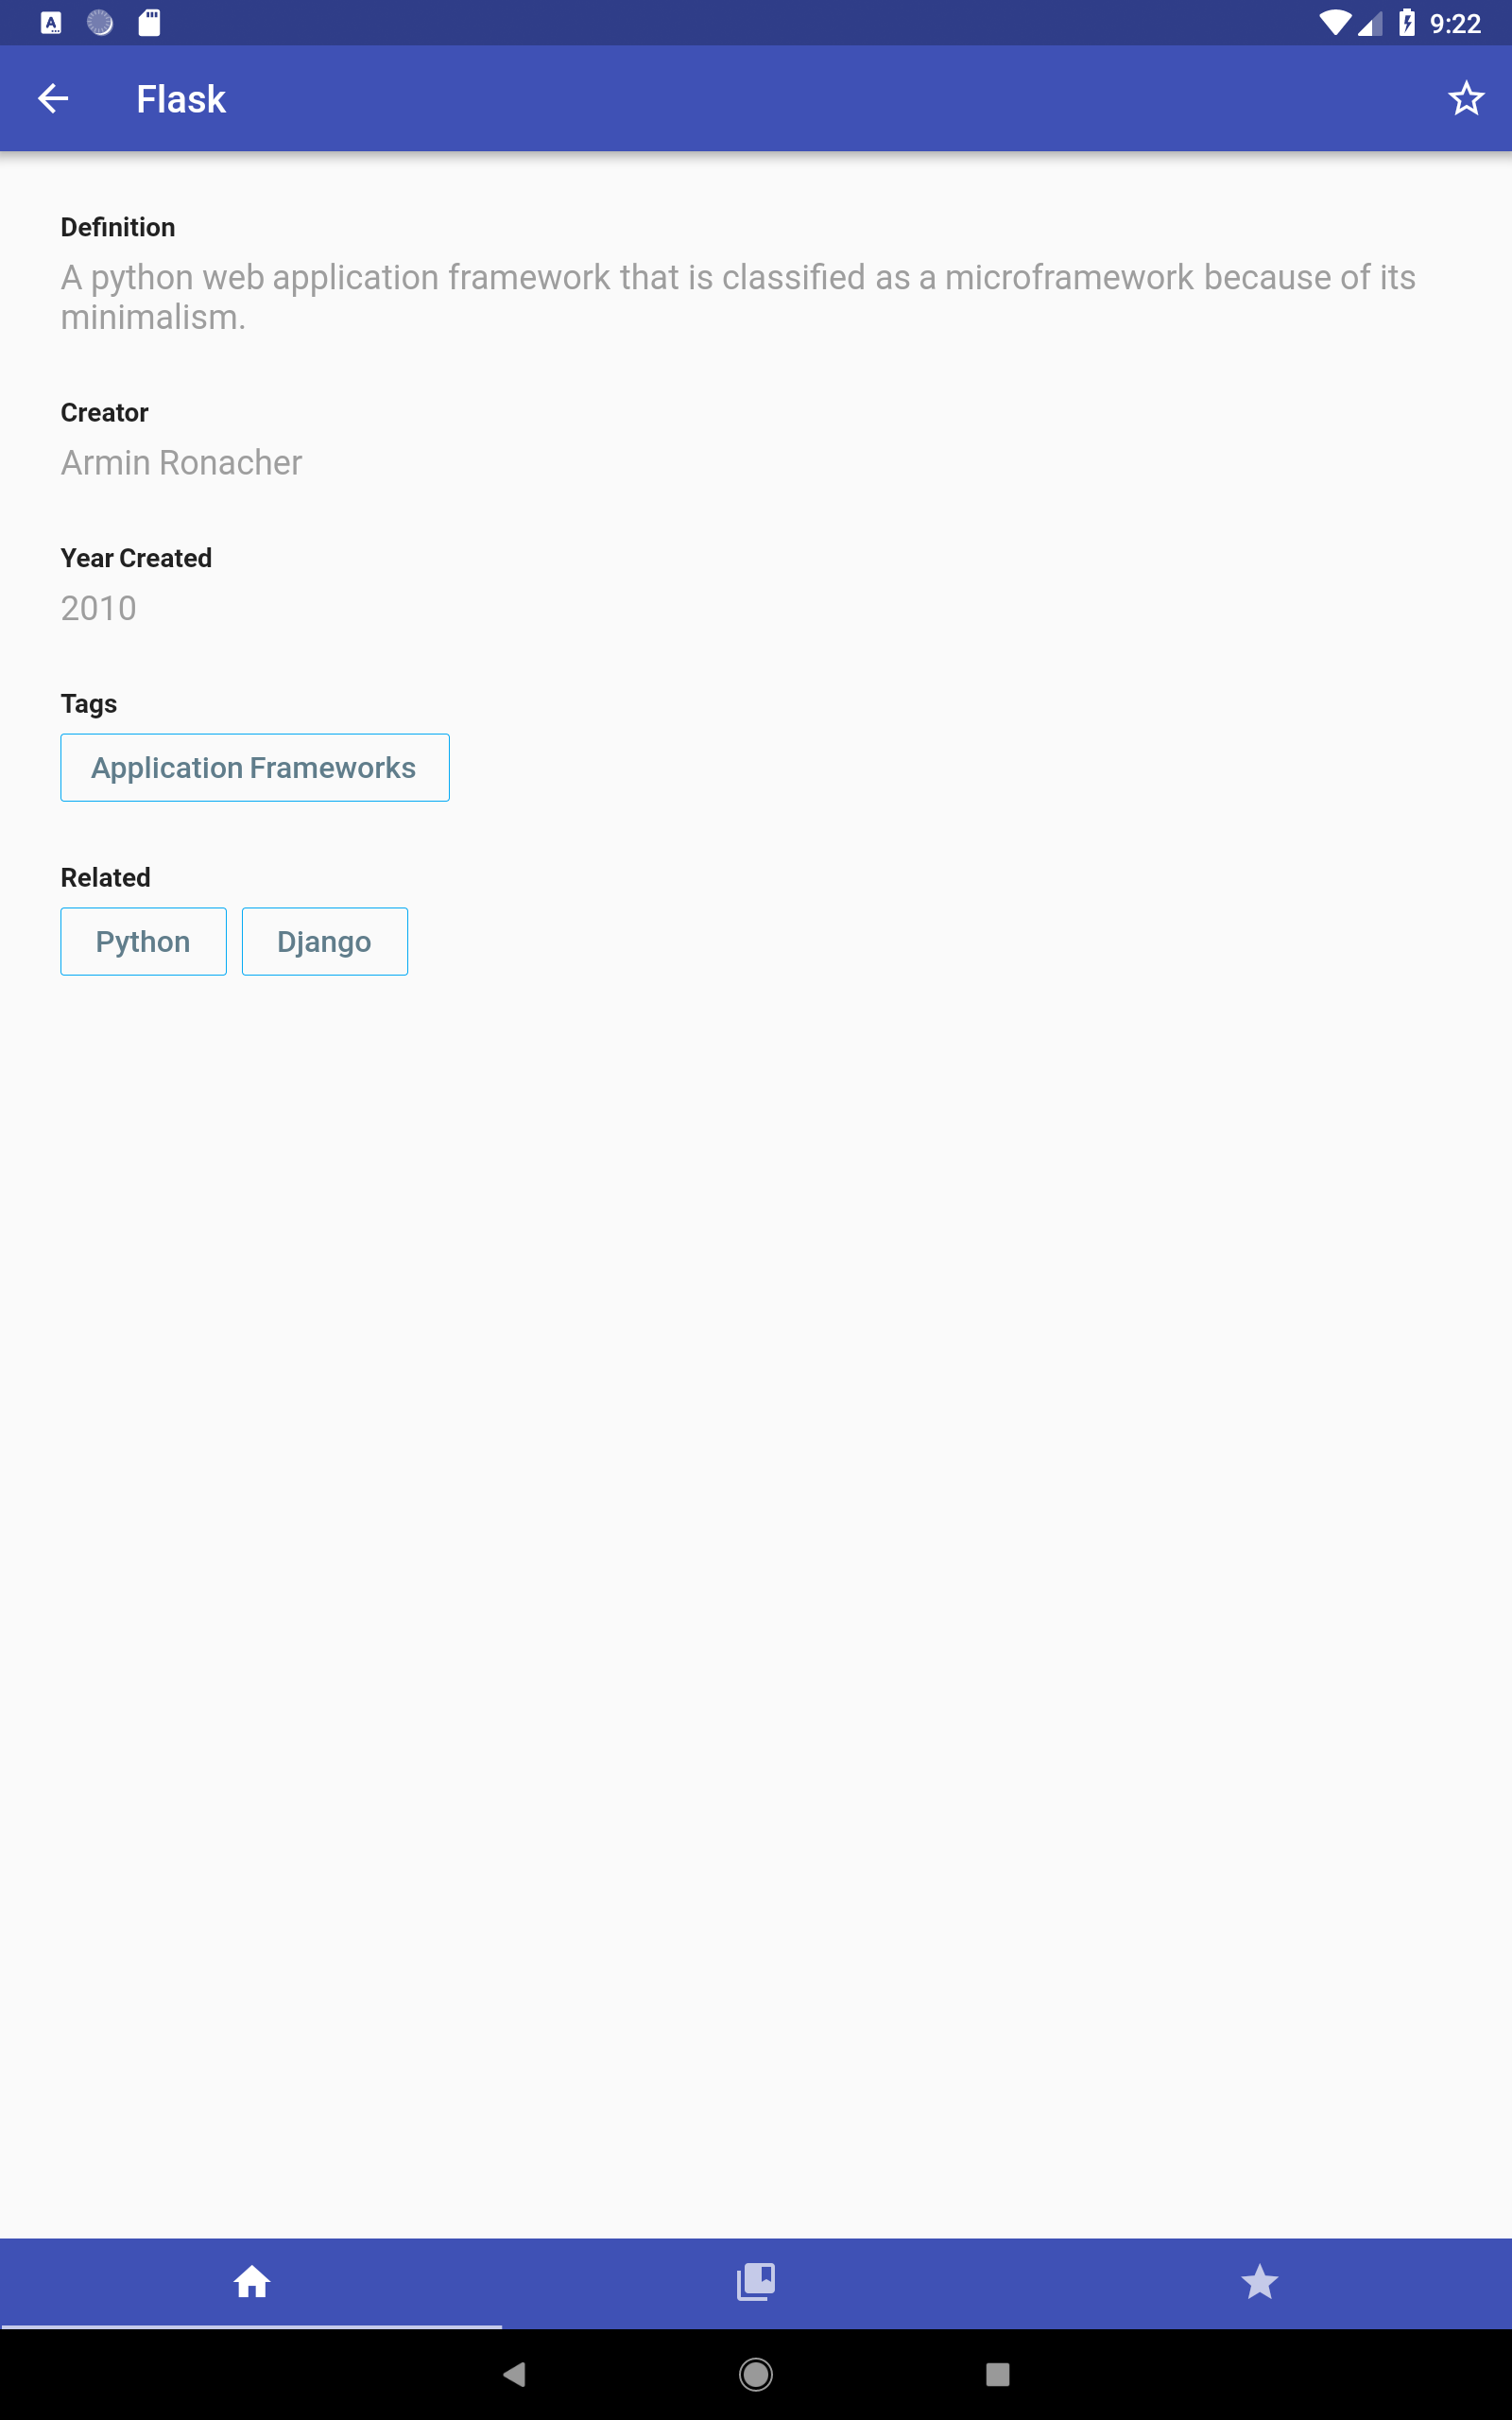 9:22
Flask
Definition
A python web application framework that is classified as a microframework because of its
minimalism.
Creator
Armin Ronacher
Year Created
2010
Tags
Application Frameworks
Related
Python Django